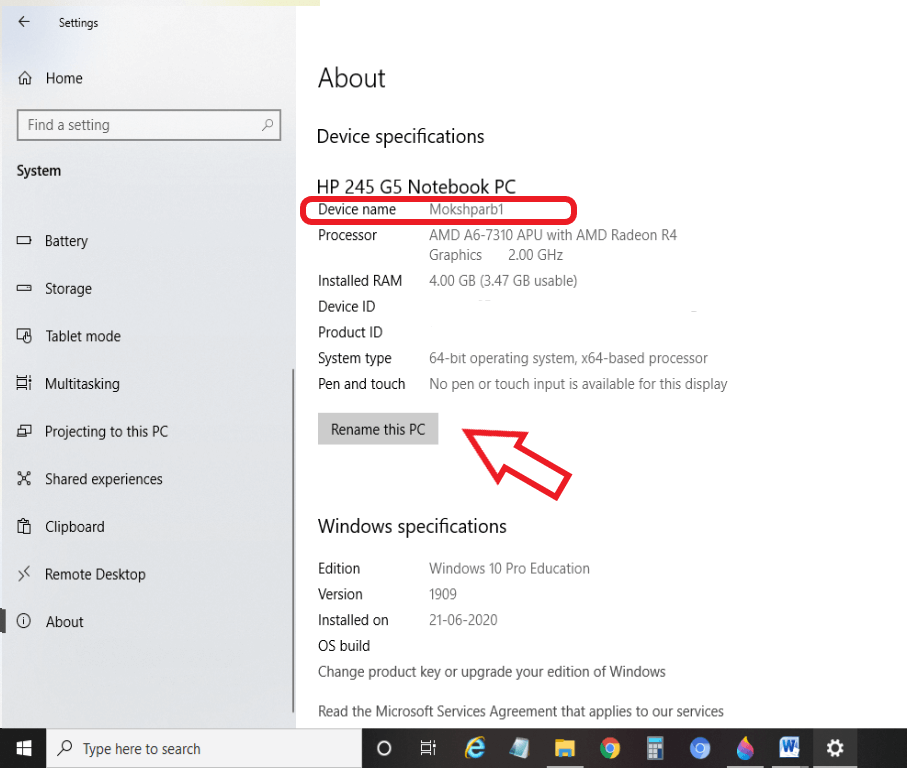 Settings
Home
Find a setting
System
Battery
Storage
Tablet mode
Multitasking
Projecting to this PC
Shared experiences
Clipboard
Remote Desktop
About
About
Device specifications
HP 245 G5 Notebook PC
Device name Mokshparb1
Processor AMD A6-7310 APU with AMD Radeon R4
Graphics 2.00 GHz
Installed RAM 4.00 GB (3.47 GB usable)
Device ID
Product ID
System type 64-bit operating system, x64-based processor
Pen and touch No pen or touch input is available for this display
Rename this PC
Windows specifications
Edition Windows 10 Pro Education
Version 1909
Installed on 21-06-2020
OS build
Change product key or upgrade your edition of Windows
Read the Microsoft Services Agreement that applies to our services
Type here to search